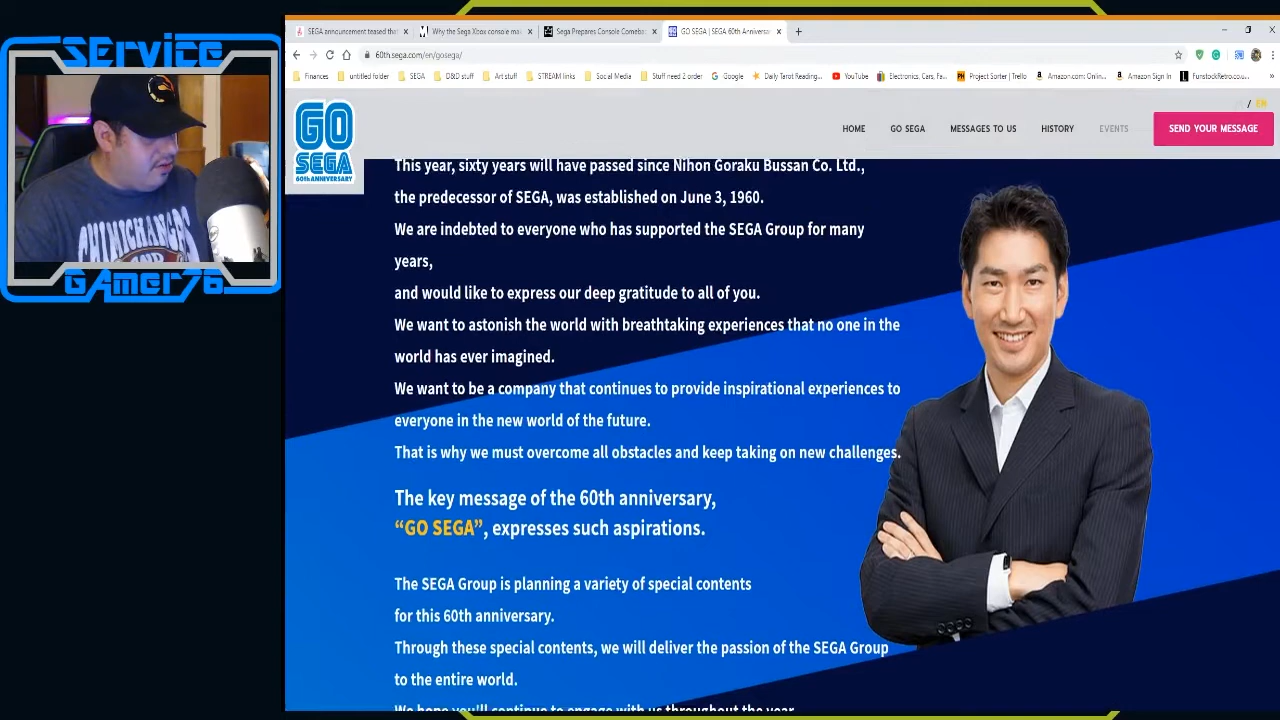 SErvice
GAmer76
CHIMICHANGAS
SEGA announcement teased that
Why the Sega Xbox console ma
Sega Prepares Console Comeba
GO SEGA | SEGA 60th Anniversa
60th.sega.com/en/gosega/
Finances
untitled folder
SEGA
D&D stuff
Art stuff
STREAM links
Social Media
Stuff need 2 order
Google
Daily Tarot Reading...
YouTube
Electronics, Cars, Fa...
Project Sorter | Trello
Amazon.com: Onlin...
Amazon Sign In
FunstockRetro.co.u...
GO
SEGA
60th ANNIVERSARY
/ EN
HOME
GO SEGA
MESSAGES TO US
HISTORY
EVENTS
SEND YOUR MESSAGE
This year, sixty years will have passed since Nihon Goraku Bussan Co. Ltd.,
the predecessor of SEGA, was established on June 3, 1960.
We are indebted to everyone who has supported the SEGA Group for many
years,
and would like to express our deep gratitude to all of you.
We want to astonish the world with breathtaking experiences that no one in the
world has ever imagined.
We want to be a company that continues to provide inspirational experiences to
everyone in the new world of the future.
That is why we must overcome all obstacles and keep taking on new challenges.
The key message of the 60th anniversary,
“GO SEGA”, expresses such aspirations.
The SEGA Group is planning a variety of special contents
for this 60th anniversary.
Through these special contents, we will deliver the passion of the SEGA Group
to the entire world.
We hope you'll continue to engage with us throughout the year